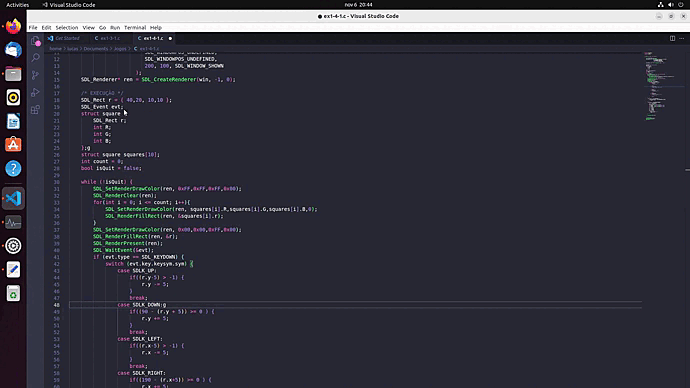 Activities
Visual Studio Code
nov 6 20:44
ex1-4-1.c - Visual Studio Code
File Edit Selection View Go Run Terminal Help
Get Started
ex1-3-1.c
ex1-4-1.c
home > lucas > Documents > Jogos > ex1-4-1.c
SDL_WINDOWPOS_UNDEFINED,
12 SDL_WINDOWPOS_UNDEFINED,
13 200, 100, SDL_WINDOW_SHOWN
14 );
15 SDL_Renderer* ren = SDL_CreateRenderer(win, -1, 0);
16
17 /* EXECUÇÃO */
18 SDL_Rect r = { 40,20, 10,10 };
19 SDL_Event evt;
20 struct square
21 SDL_Rect r;
22 int R;
23 int G;
24 int B;
25 };g
26 struct square squares[10];
27 int count = 0;
28 bool isQuit = false;
29
30 while (!isQuit) {
31 SDL_SetRenderDrawColor(ren, 0xFF,0xFF,0xFF,0x00);
32 SDL_RenderClear(ren);
33 for(int i = 0; i <= count; i++){
34 SDL_SetRenderDrawColor(ren, squares[i].R,squares[i].G,squares[i].B,0);
35 SDL_RenderFillRect(ren, &squares[i].r);
36 }
37 SDL_SetRenderDrawColor(ren, 0x00,0x00,0xFF,0x00);
38 SDL_RenderFillRect(ren, &r);
39 SDL_RenderPresent(ren);
40 SDL_WaitEvent(&evt);
41 if (evt.type == SDL_KEYDOWN) {
42 switch (evt.key.keysym.sym) {
43 case SDLK_UP:
44 if((r.y-5) > -1) {
45 r.y -= 5;
46 }
47 break;
48 case SDLK_DOWN:g
49 if((90 - (r.y + 5)) >= 0 ) {
50 r.y += 5;
51 }
52 break;
53 case SDLK_LEFT:
54 if((r.x-5) > -1) {
55 r.x -= 5;
56 }
57 break;
58 case SDLK_RIGHT:
59 if((190 - (r.x+5)) >= 0 ) {
r.x += 5;